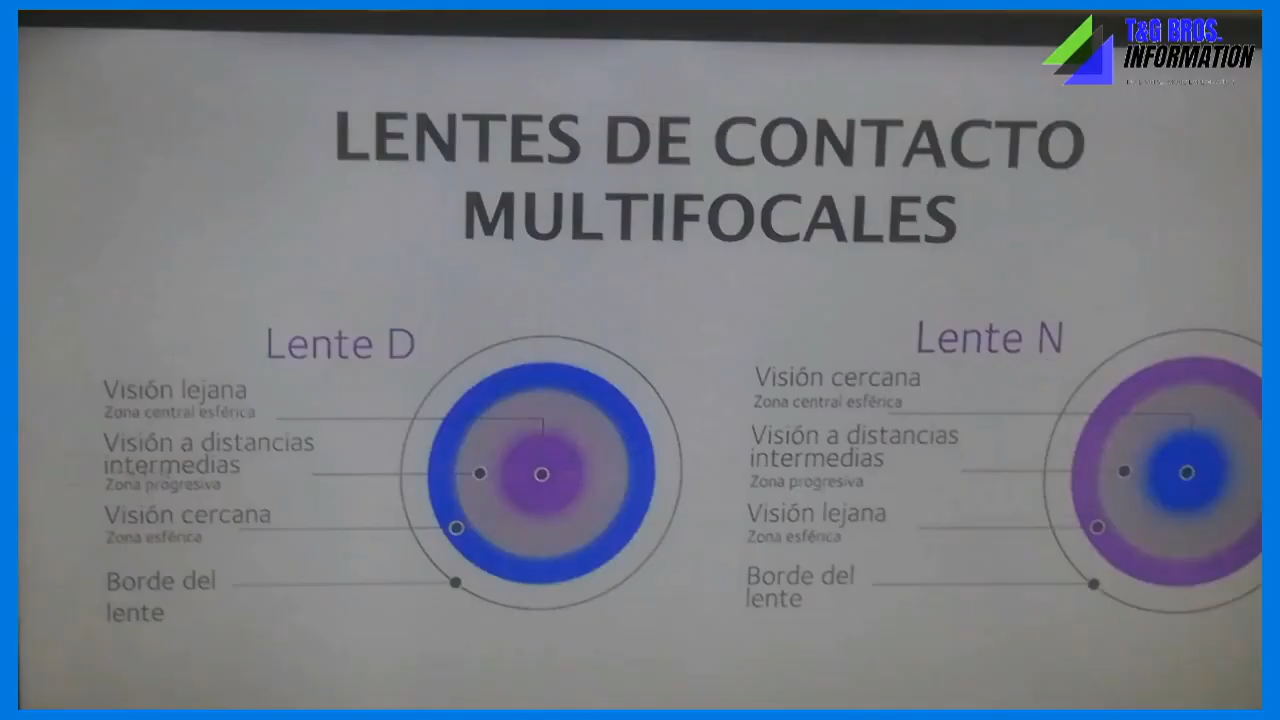 T&G BROS.
INFORMATION
LENTES DE CONTACTO
MULTIFOCALES
Lente D
Visión lejana
Zona central esférica
Visión a distancias
intermedias
Zona progresiva
Visión cercana
Zona esférica
Borde del
lente
Lente N
Visión cercana
Zona central esférica
Visión a distancias
intermedias
Zona progresiva
Visión lejana
Zona esférica
Borde del
lente